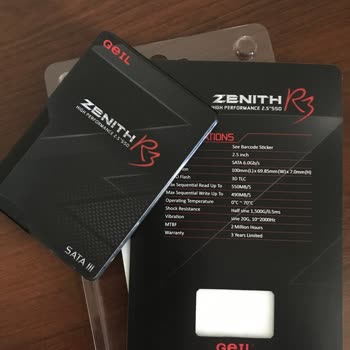 GeIL
ZENITH R3
HIGH PERFORMANCE 2.5" SSD
SATA III
ZENITH R3
HIGH PERFORMANCE 2.5" SSD
See Barcode Sticker
2.5 inch
SATA 6.0Gb/s
100mm(L)x 69.85mm(W)x 7.0mm(H)
Flash 3D TLC
Max Sequential Read Up To 550MB/S
Max Sequential Write Up To 490MB/S
Operating Temperature 0°C ~ 70°C
Shock Resistance Half sine 1,500G/0.5ms
Vibration sine 20G, 10~2000Hz
MTBF 2 Million Hours
Warranty 3 Years Limited
GeIL